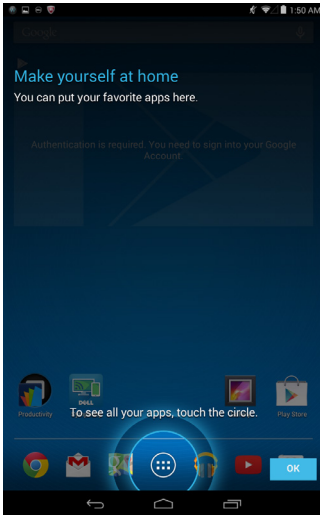 1:50 AM
Google
Make yourself at home
You can put your favorite apps here.
Authentication is required. You need to sign into your Google
Account.
DELL
To see all your apps, touch the circle.
Productivity
Play Store
OK